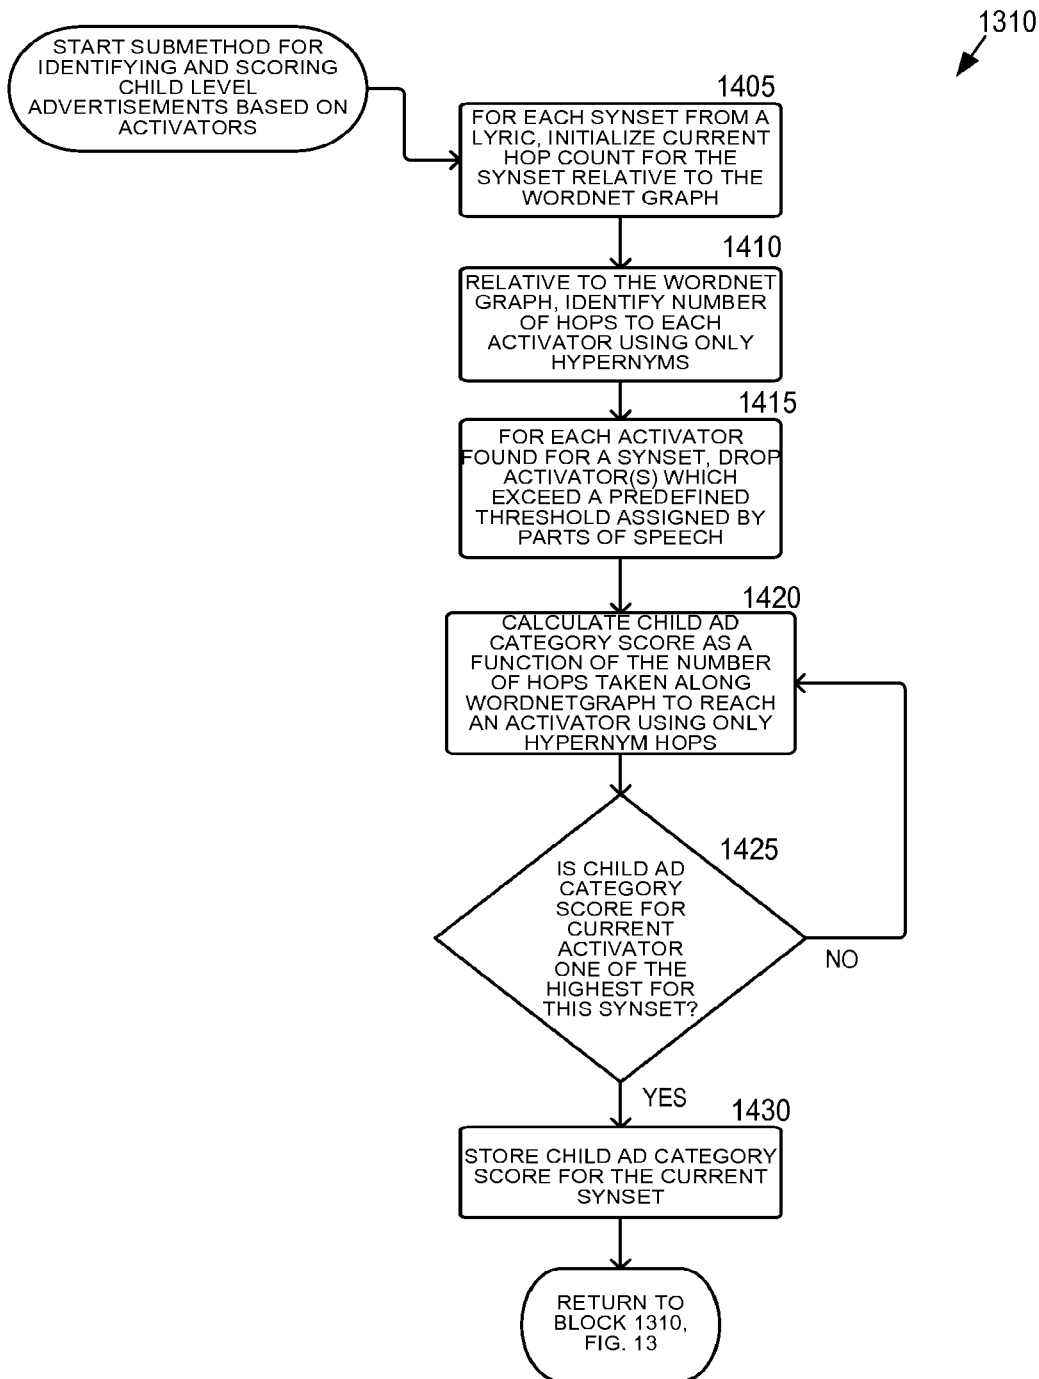 1310
START SUBMETHOD FOR
IDENTIFYING AND SCORING
CHILD LEVEL
ADVERTISEMENTS BASED ON
ACTIVATORS
1405
FOR EACH SYNSET FROM A
LYRIC, INITIALIZE CURRENT
HOP COUNT FOR THE
SYNSET RELATIVE TO THE
WORDNET GRAPH
1410
RELATIVE TO THE WORDNET
GRAPH, IDENTIFY NUMBER
OF HOPS TO EACH
ACTIVATOR USING ONLY
HYPERNYMS
1415
FOR EACH ACTIVATOR
FOUND FOR A SYNSET, DROP
ACTIVATOR(S) WHICH
EXCEED A PREDEFINED
THRESHOLD ASSIGNED BY
PARTS OF SPEECH
1420
CALCULATE CHILD AD
CATEGORY SCORE AS A
FUNCTION OF THE NUMBER
OF HOPS TAKEN ALONG
WORDNETGRAPH TO REACH
AN ACTIVATOR USING ONLY
HYPERNYM HOPS
1425
IS CHILD AD
CATEGORY
SCORE FOR
CURRENT
ACTIVATOR
ONE OF THE
HIGHEST FOR
THIS SYNSET?
NO
YES
1430
STORE CHILD AD CATEGORY
SCORE FOR THE CURRENT
SYNSET
RETURN TO
BLOCK 1310,
FIG. 13